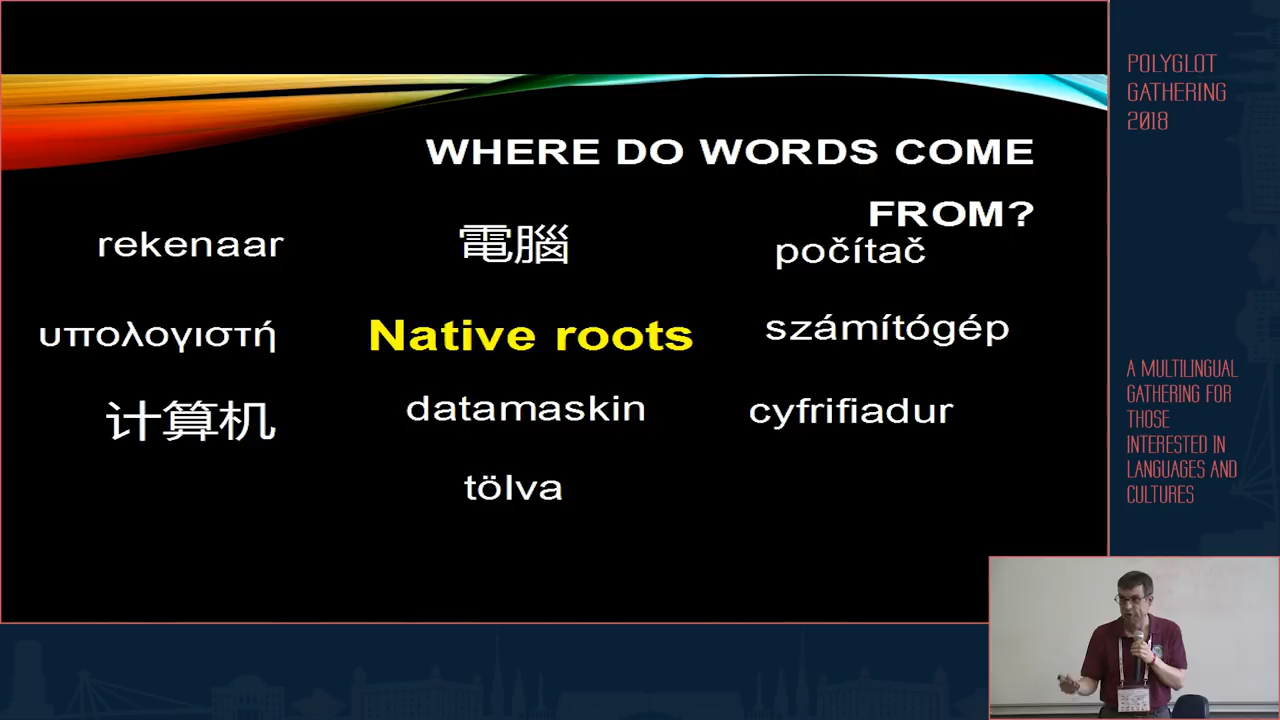 WHERE DO WORDS COME
FROM?
rekenaar
電腦
počítač
υπολογιστή
Native roots
számítógép
计算机
datamaskin
cyfrifiadur
tölva
POLYGLOT
GATHERING
2018
A MULTILINGUAL
GATHERING FOR
THOSE
INTERESTED IN
LANGUAGES AND
CULTURES